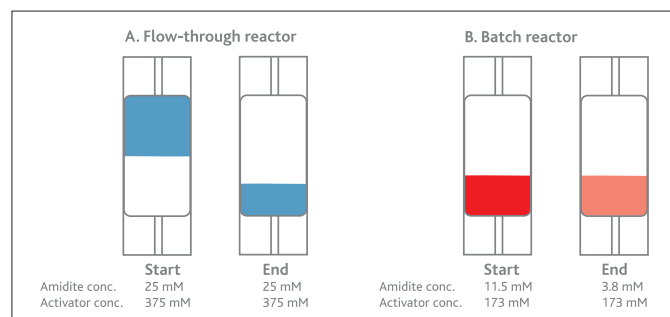 A. Flow-through reactor
B. Batch reactor
Start End Start End
Amidite conc. 25 mM 25 mM Amidite conc. 11.5 mM 3.8 mM
Activator conc. 375 mM 375 mM Activator conc. 173 mM 173 mM